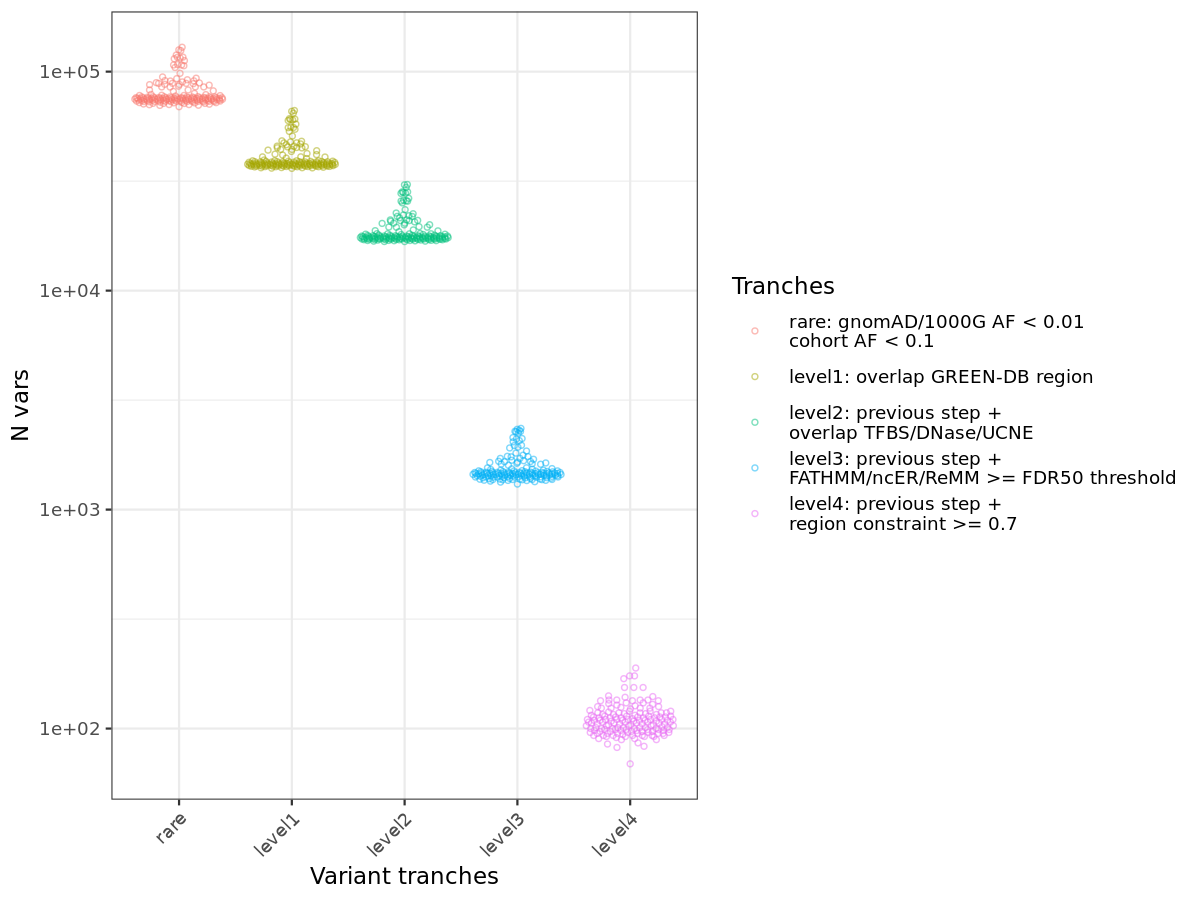 1e+05
1e+04
1e+03
1e+02
N vars
rare
level1
level2
level3
level4
Variant tranches
Tranches
rare: gnomAD/1000G AF < 0.01
cohort AF < 0.1
level1: overlap GREEN-DB region
level2: previous step +
overlap TFBS/DNase/UCNE
level3: previous step +
FATHMM/ncER/ReMM >= FDR50 threshold
level4: previous step +
region constraint >= 0.7